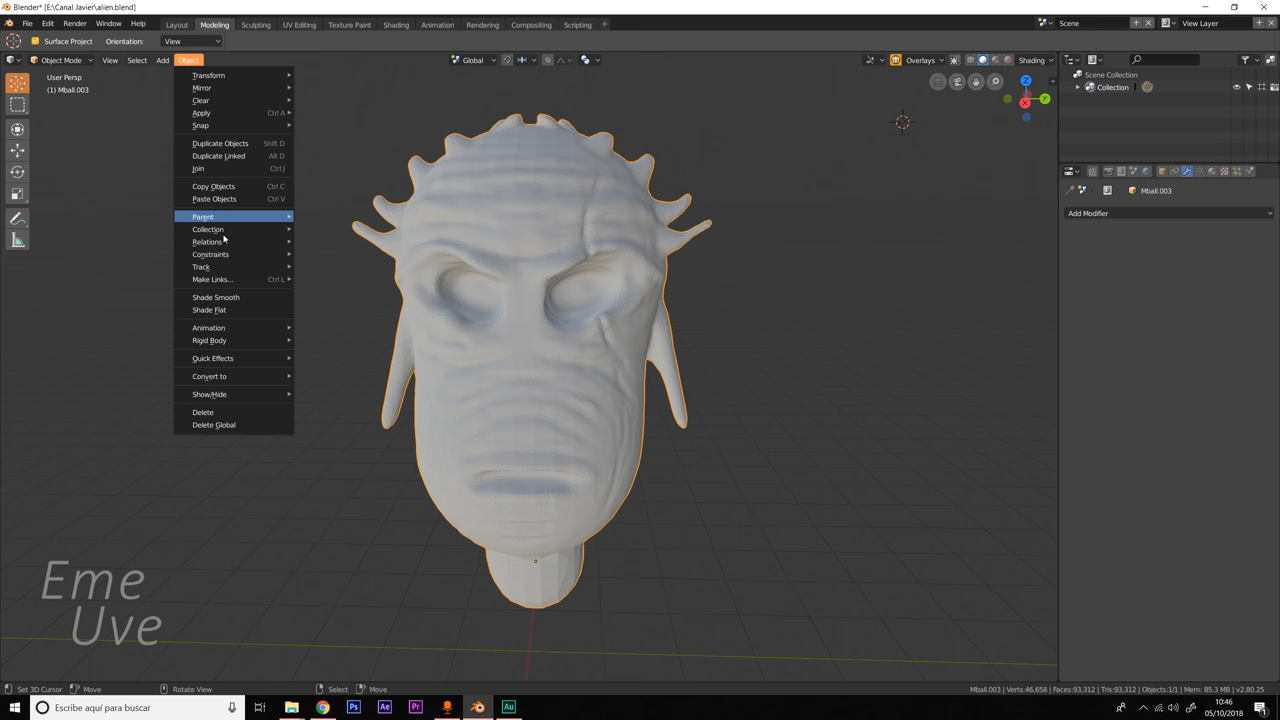 Blender* [E:\Canal Javier\alien.blend]
File Edit Render Window Help Layout Modeling Sculpting UV Editing Texture Paint Shading Animation Rendering Compositing Scripting + Scene View Layer
Surface Project Orientation: View
Object Mode View Select Add Object Global Overlays Shading
User Persp
(1) Mball.003
Transform
Mirror
Clear
Apply Ctrl A
Snap
Duplicate Objects Shift D
Duplicate Linked Alt D
Join Ctrl J
Copy Objects Ctrl C
Paste Objects Ctrl V
Parent
Collection
Relations
Constraints
Track
Make Links... Ctrl L
Shade Smooth
Shade Flat
Animation
Rigid Body
Quick Effects
Convert to
Show/Hide
Delete
Delete Global
Z
Y
X
Scene Collection
Collection
Mball.003
Add Modifier
Eme
Uve
Set 3D Cursor Move Rotate View Select Move Mball.003 | Verts:46,658 | Faces:93,312 | Tris:93,312 | Objects:1/1 | Mem: 85.3 MB | v2.80.25
Escribe aquí para buscar Ps Ae Pr Au
10:46
05/10/2018